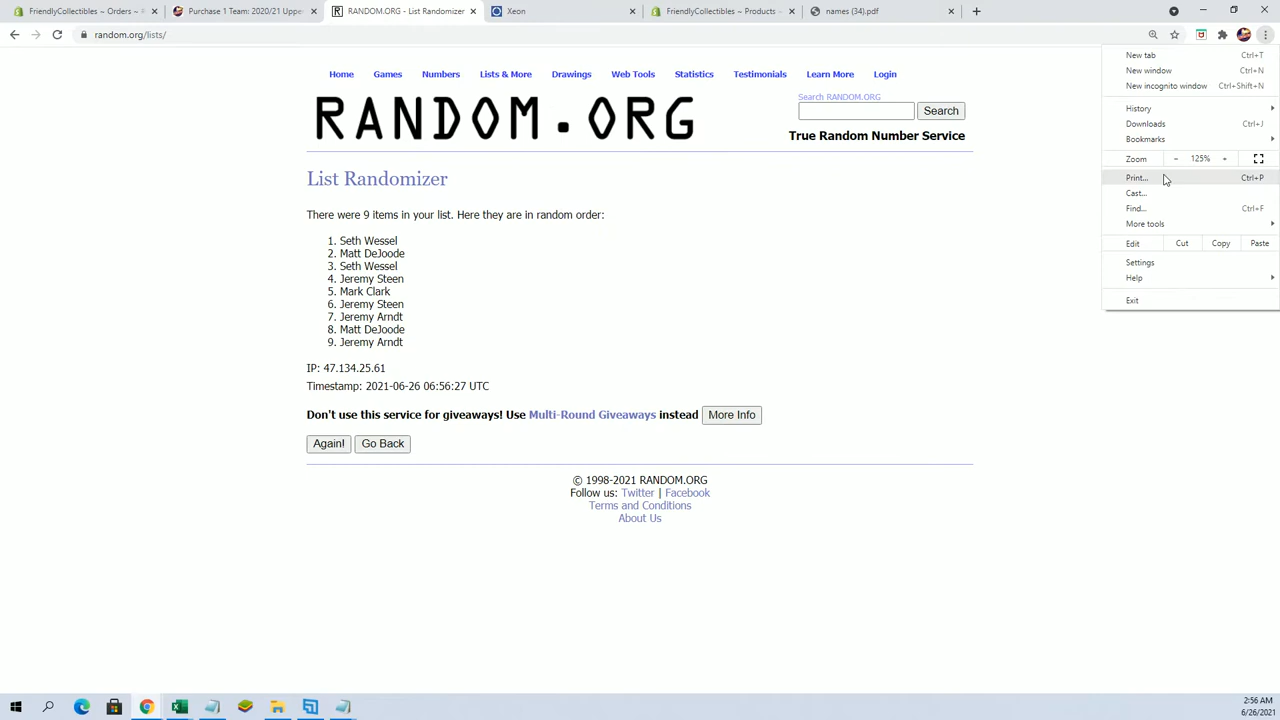 FriendlyCollectibles ~ Orders ~
Purchase 1 Team: 2020/21 Upper
RANDOM.ORG - List Randomizer
Xeon
FriendlyCollectibles ~ Products ~
names (34).pdf
random.org/lists/
Home Games Numbers Lists & More Drawings Web Tools Statistics Testimonials Learn More Login
RANDOM.ORG
Search RANDOM.ORG
Search
True Random Number Service
List Randomizer
There were 9 items in your list. Here they are in random order:
1. Seth Wessel
2. Matt DeJoode
3. Seth Wessel
4. Jeremy Steen
5. Mark Clark
6. Jeremy Steen
7. Jeremy Arndt
8. Matt DeJoode
9. Jeremy Arndt
IP: 47.134.25.61
Timestamp: 2021-06-26 06:56:27 UTC
Don't use this service for giveaways! Use Multi-Round Giveaways instead More Info
Again! Go Back
© 1998-2021 RANDOM.ORG
Follow us: Twitter | Facebook
Terms and Conditions
About Us
New tab Ctrl+T
New window Ctrl+N
New incognito window Ctrl+Shift+N
History
Downloads Ctrl+J
Bookmarks
Zoom - 125% +
Print... Ctrl+P
Cast...
Find... Ctrl+F
More tools
Edit Cut Copy Paste
Settings
Help
Exit
2:56 AM
6/26/2021